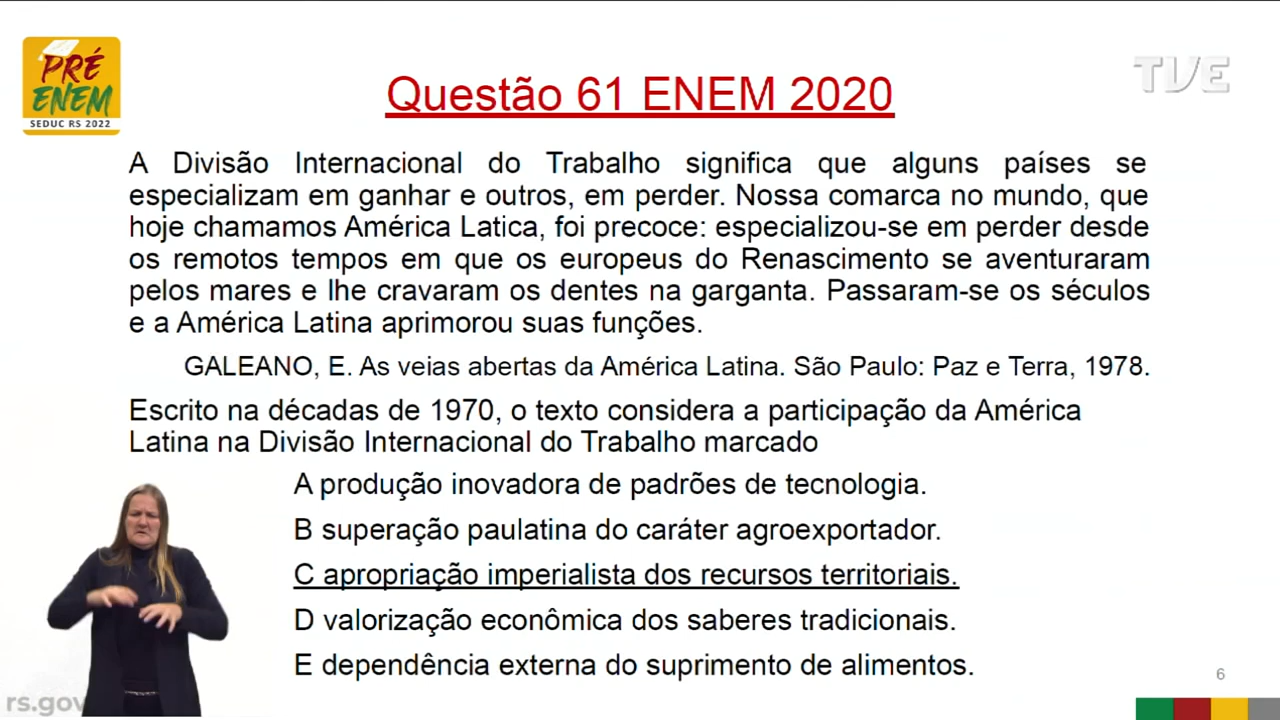 PRÉ
ENEM
SEDUC RS 2022
TVE
Questão 61 ENEM 2020
A Divisão Internacional do Trabalho significa que alguns países se
especializam em ganhar e outros, em perder. Nossa comarca no mundo, que
hoje chamamos América Latica, foi precoce: especializou-se em perder desde
os remotos tempos em que os europeus do Renascimento se aventuraram
pelos mares e lhe cravaram os dentes na garganta. Passaram-se os séculos
e a América Latina aprimorou suas funções.
GALEANO, E. As veias abertas da América Latina. São Paulo: Paz e Terra, 1978.
Escrito na décadas de 1970, o texto considera a participação da América
Latina na Divisão Internacional do Trabalho marcado
A produção inovadora de padrões de tecnologia.
B superação paulatina do caráter agroexportador.
C apropriação imperialista dos recursos territoriais.
D valorização econômica dos saberes tradicionais.
E dependência externa do suprimento de alimentos.
6
rs.gov